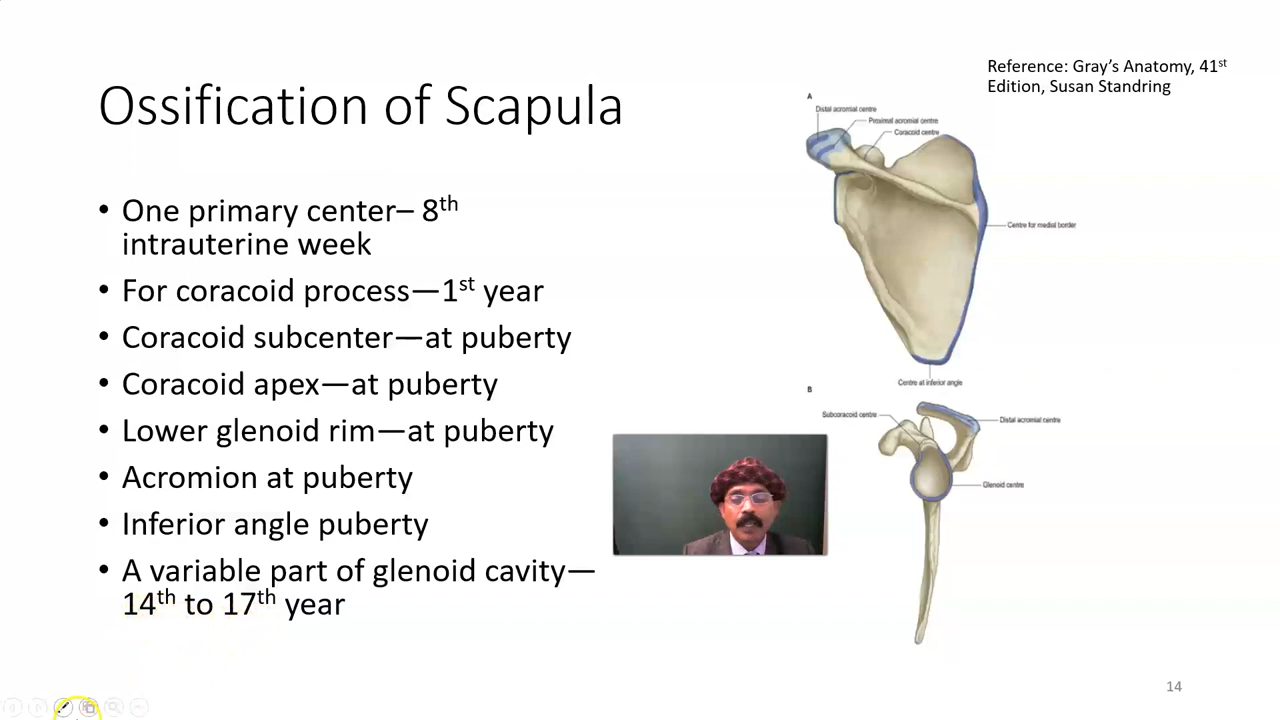 Reference: Gray's Anatomy, 41st
Edition, Susan Standring
Ossification of Scapula
• One primary center– 8th
intrauterine week
• For coracoid process—1st year
• Coracoid subcenter—at puberty
• Coracoid apex—at puberty
• Lower glenoid rim—at puberty
• Acromion at puberty
• Inferior angle puberty
• A variable part of glenoid cavity—
14th to 17th year
A
Distal acromial centre
Proximal acromial centre
Coracoid centre
Centre for medial border
Centre at inferior angle
B
Subcoracoid centre
Distal acromial centre
Glenoid centre
14